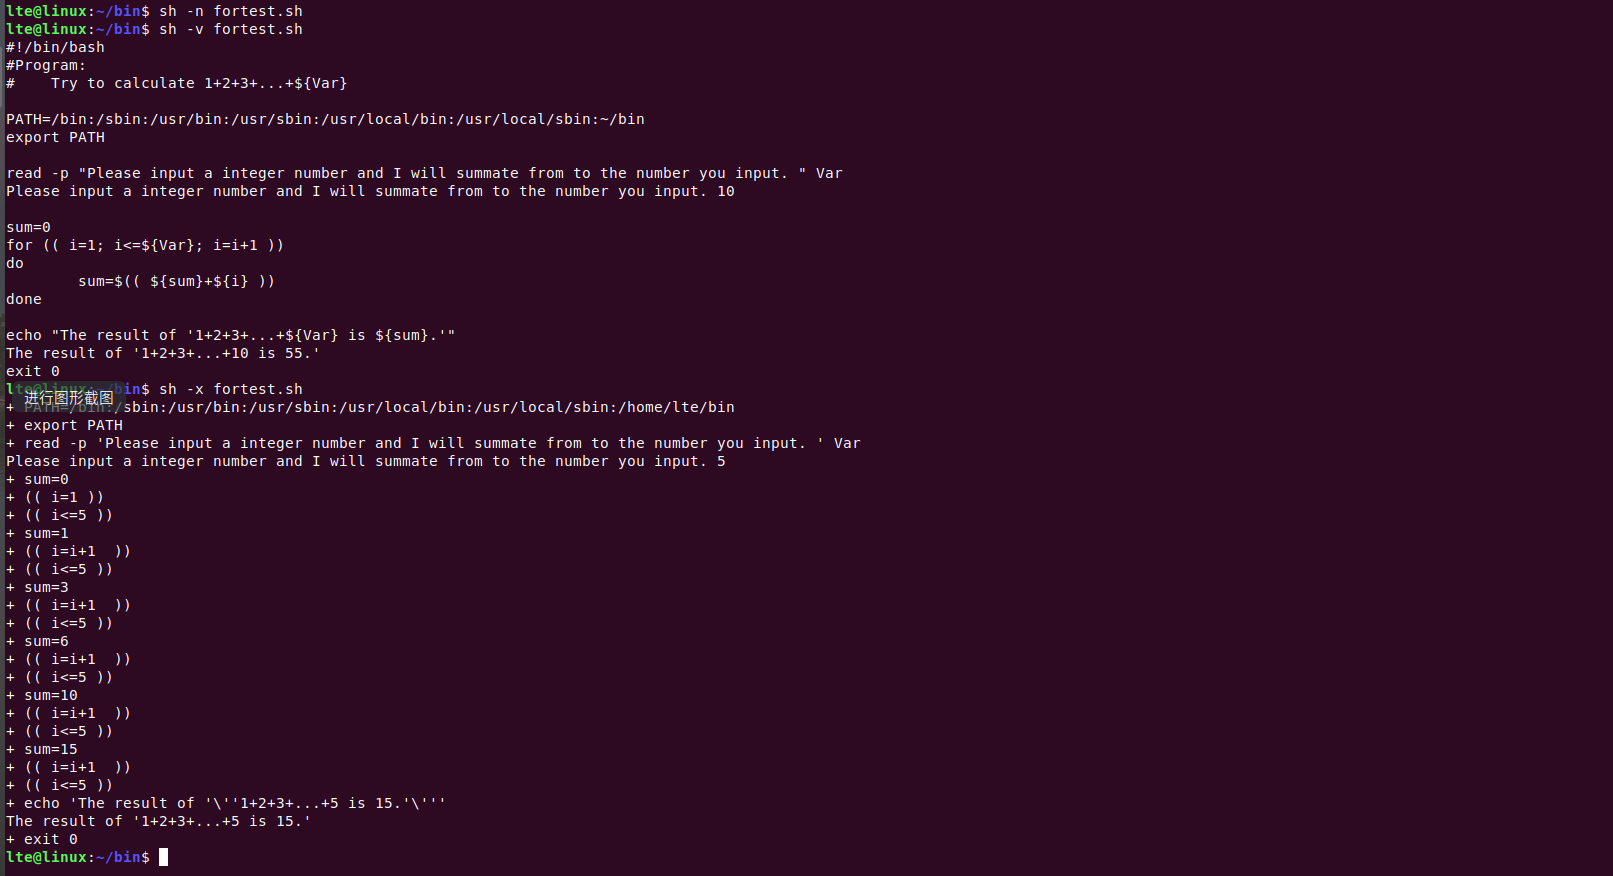 lte@linux:~/bin$ sh -n fortest.sh
lte@linux:~/bin$ sh -v fortest.sh
#!/bin/bash
#Program:
#    Try to calculate 1+2+3+...+${Var}
PATH=/bin:/sbin:/usr/bin:/usr/sbin:/usr/local/bin:/usr/local/sbin:~/bin
export PATH
read -p "Please input a integer number and I will summate from to the number you input. " Var
Please input a integer number and I will summate from to the number you input. 10
sum=0
for (( i=1; i<=${Var}; i=i+1 ))
do
        sum=$(( ${sum}+${i} ))
done
echo "The result of '1+2+3+...+${Var} is ${sum}.'"
The result of '1+2+3+...+10 is 55.'
exit 0
lte@linux:~/bin$ sh -x fortest.sh
进行图形截图
+ PATH=/bin:/sbin:/usr/bin:/usr/sbin:/usr/local/bin:/usr/local/sbin:/home/lte/bin
+ export PATH
+ read -p 'Please input a integer number and I will summate from to the number you input. ' Var
Please input a integer number and I will summate from to the number you input. 5
+ sum=0
+ (( i=1 ))
+ (( i<=5 ))
+ sum=1
+ (( i=i+1  ))
+ (( i<=5 ))
+ sum=3
+ (( i=i+1  ))
+ (( i<=5 ))
+ sum=6
+ (( i=i+1  ))
+ (( i<=5 ))
+ sum=10
+ (( i=i+1  ))
+ (( i<=5 ))
+ sum=15
+ (( i=i+1  ))
+ (( i<=5 ))
+ echo 'The result of '\''1+2+3+...+5 is 15.'\'''
The result of '1+2+3+...+5 is 15.'
+ exit 0
lte@linux:~/bin$